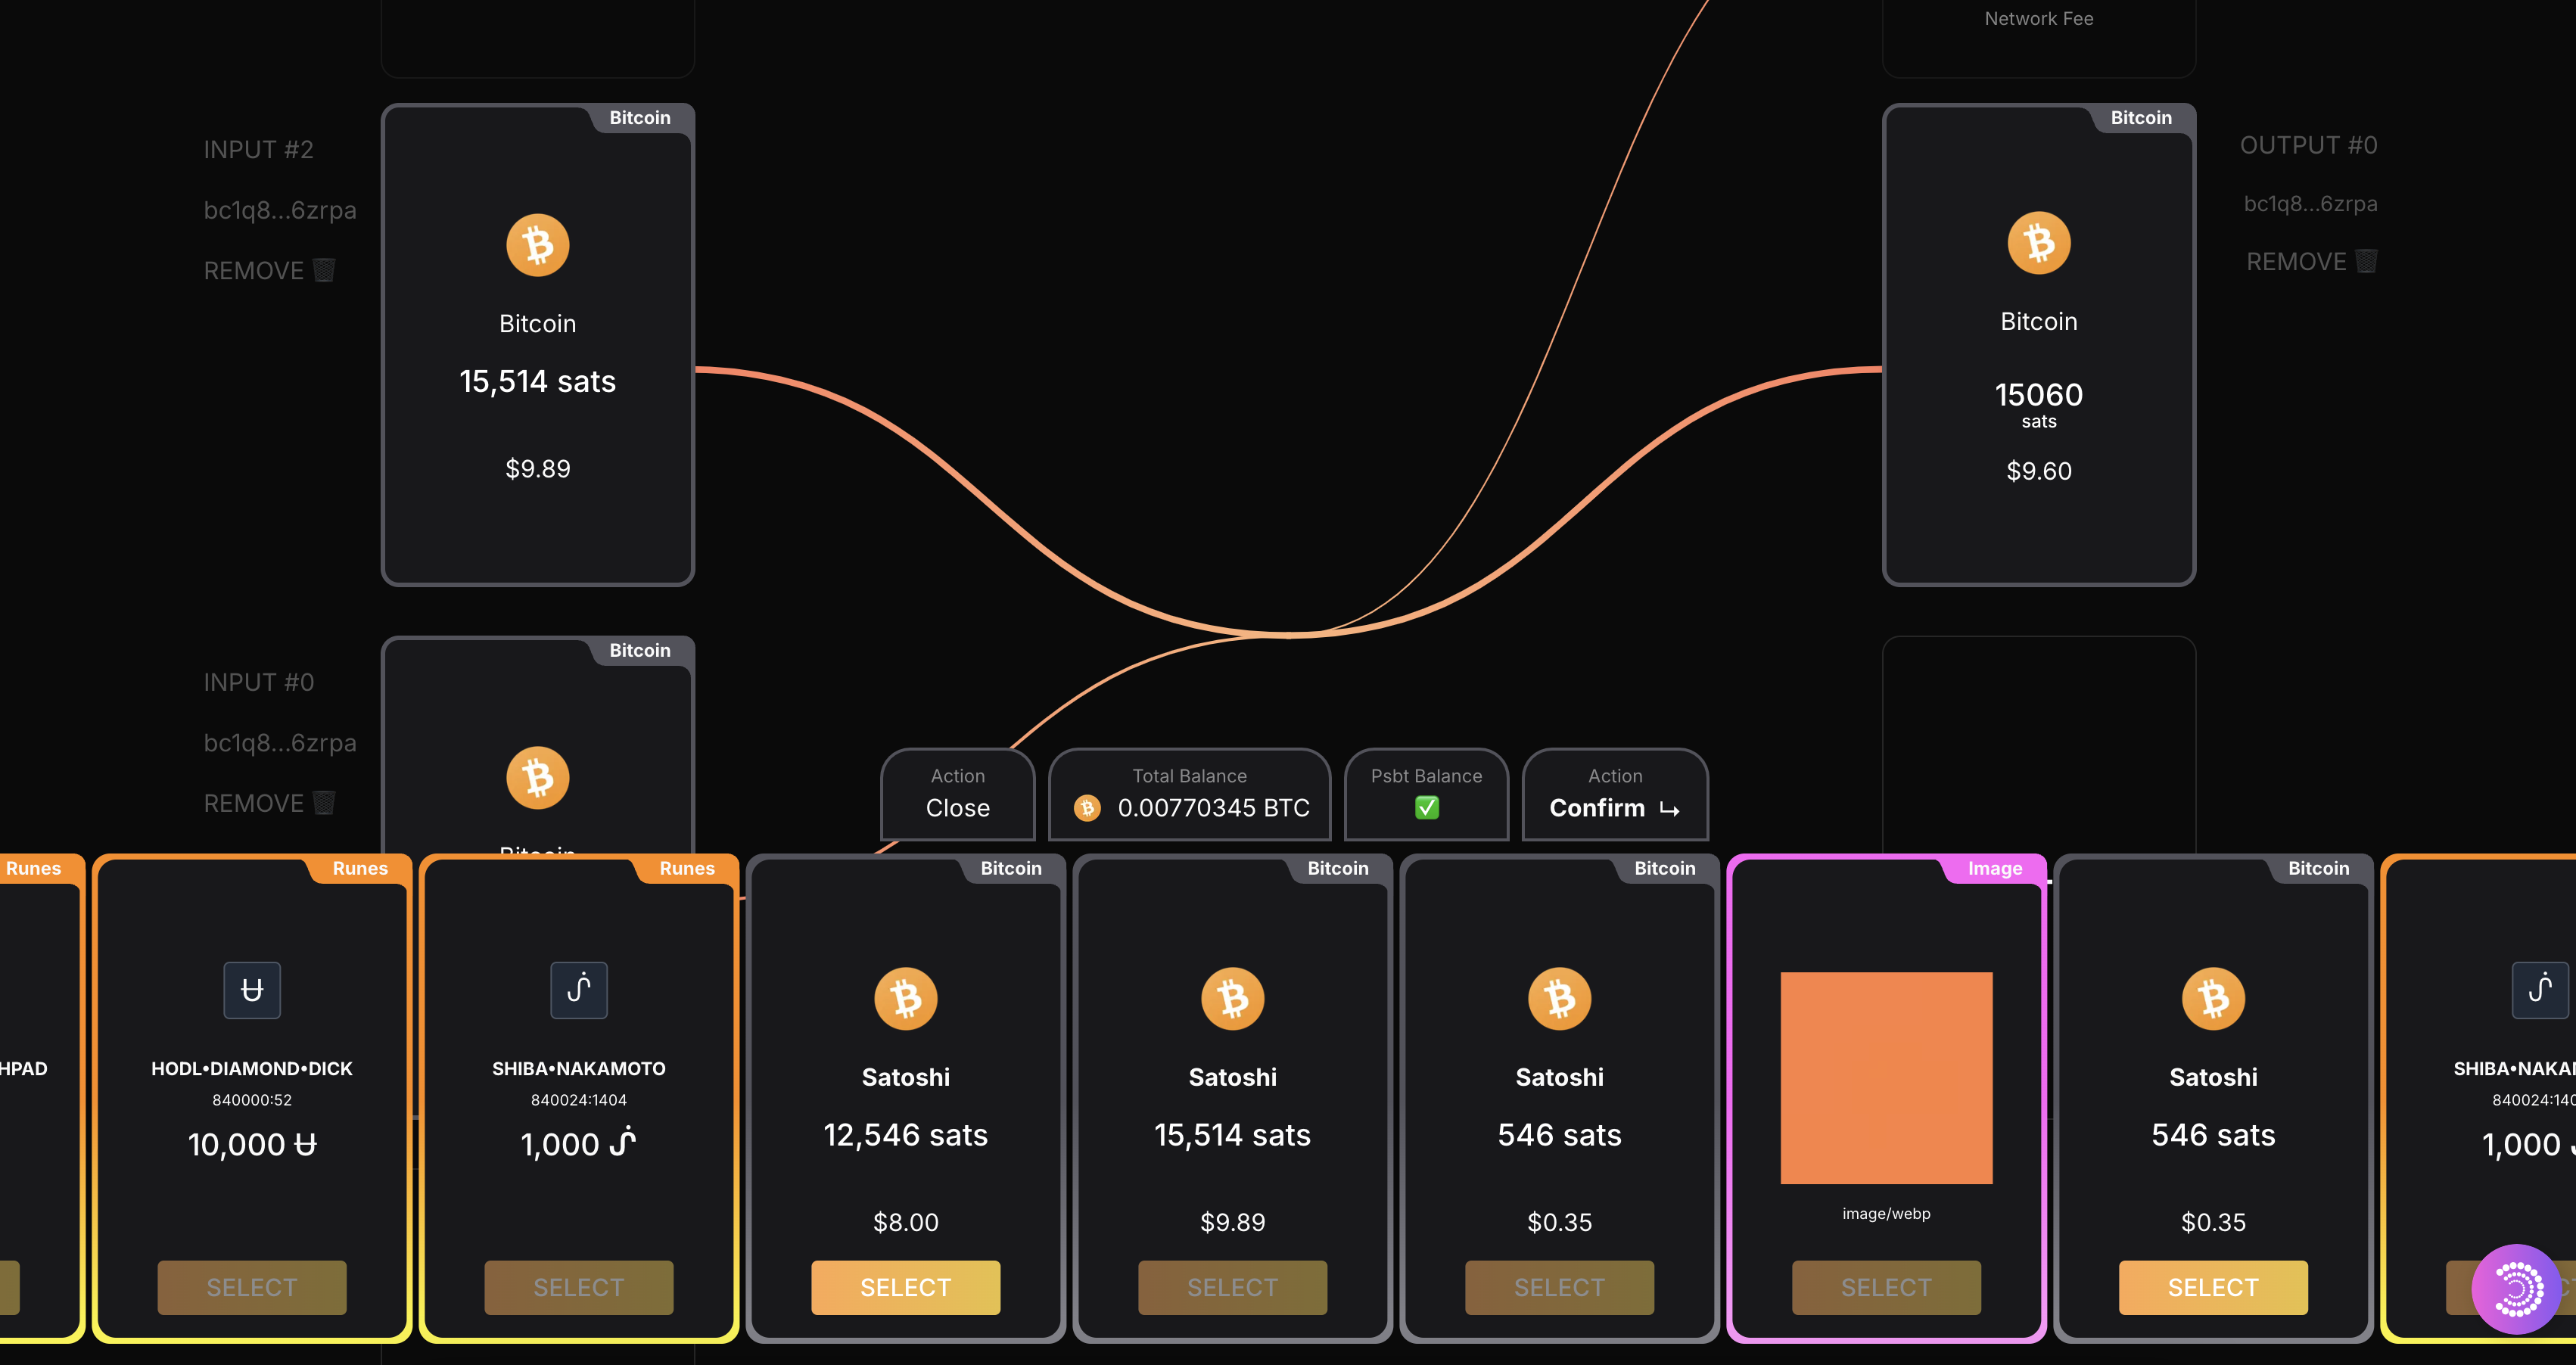 Network Fee
INPUT #2
bc1q8...6zrpa
REMOVE
Bitcoin
Bitcoin
15,514 sats
$9.89
Bitcoin
Bitcoin
15060
sats
$9.60
OUTPUT #0
bc1q8...6zrpa
REMOVE
INPUT #0
bc1q8...6zrpa
REMOVE
Bitcoin
Bitcoin
Action
Close
Total Balance
0.00770345 BTC
Psbt Balance
Action
Confirm
Runes
HPAD
Runes
HODL•DIAMOND•DICK
840000:52
10,000 Ʉ
SELECT
Runes
SHIBA•NAKAMOTO
840024:1404
1,000
SELECT
Bitcoin
Satoshi
12,546 sats
$8.00
SELECT
Bitcoin
Satoshi
15,514 sats
$9.89
SELECT
Bitcoin
Satoshi
546 sats
$0.35
SELECT
Image
image/webp
SELECT
Bitcoin
Satoshi
546 sats
$0.35
SELECT
SHIBA•NAKA
840024:140
1,000